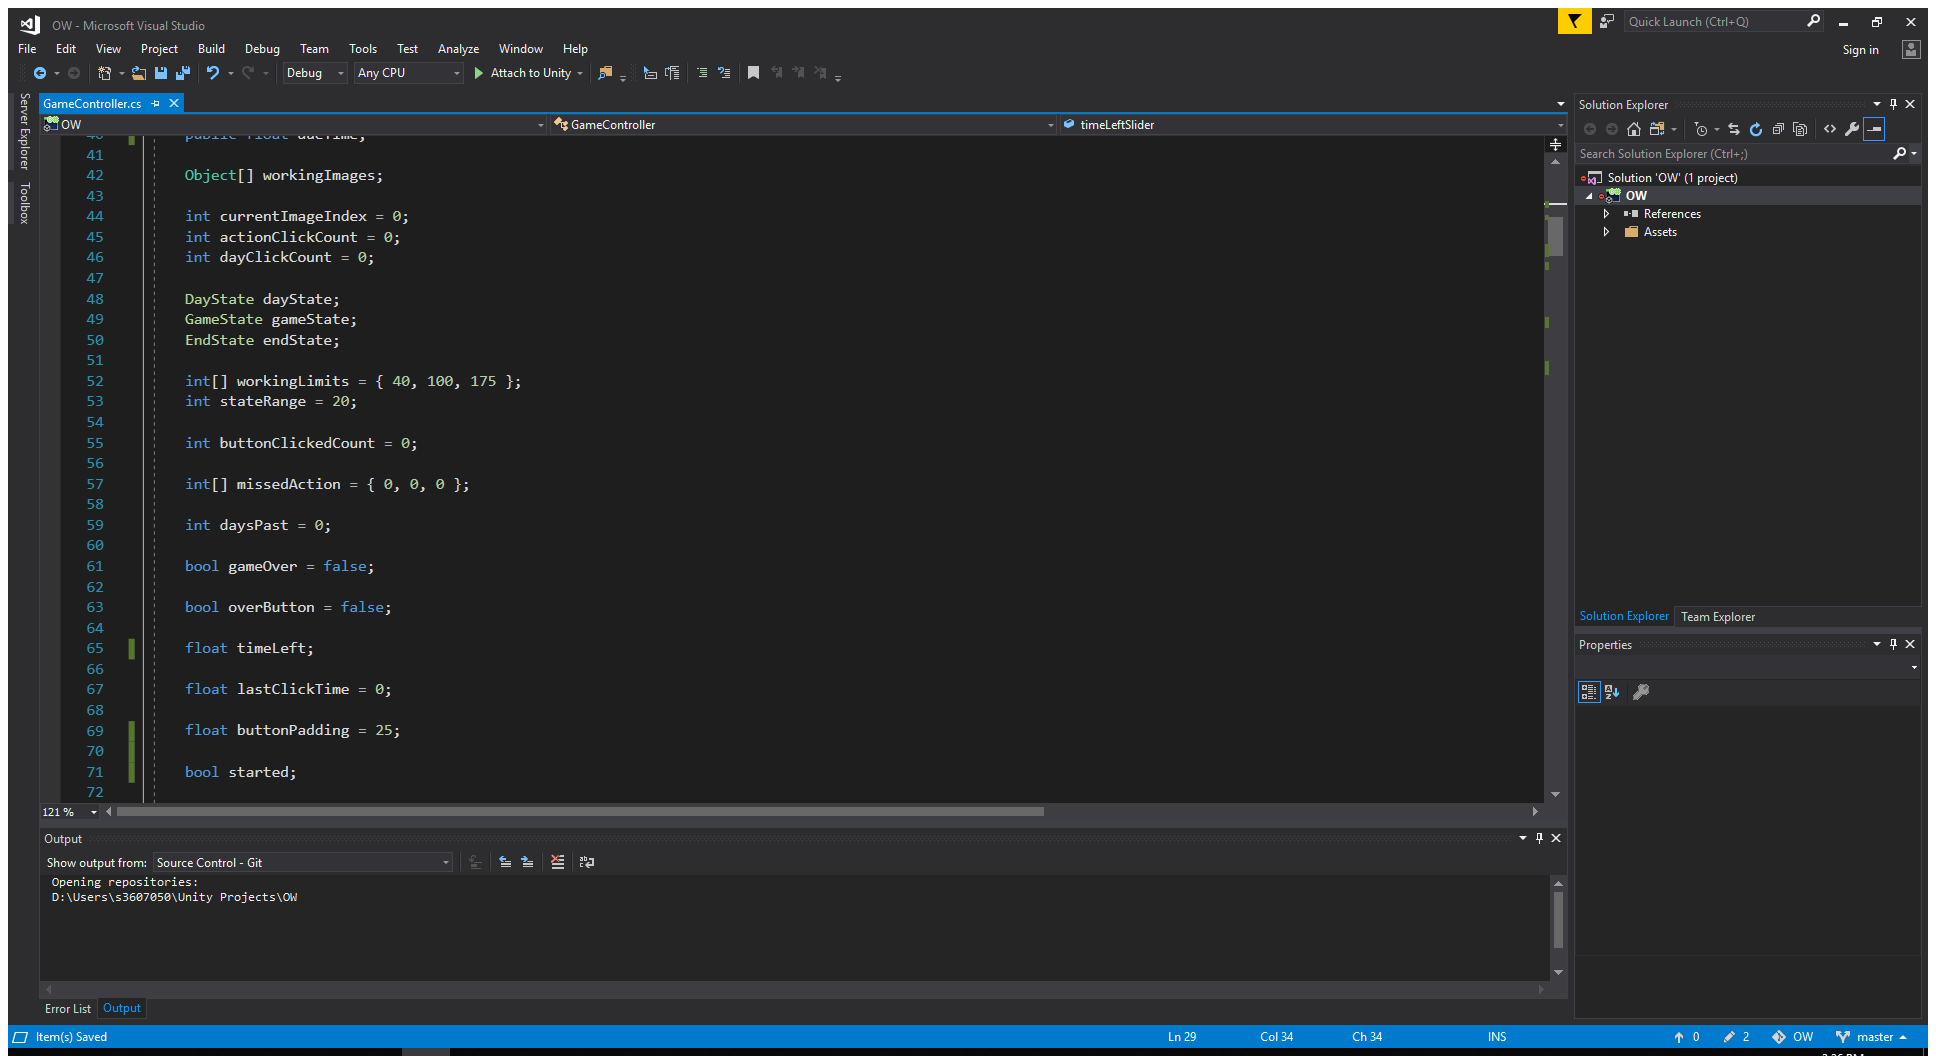 OW - Microsoft Visual Studio
Quick Launch (Ctrl+Q)
File Edit View Project Build Debug Team Tools Test Analyze Window Help
Sign in
Debug Any CPU Attach to Unity
Server Explorer
Toolbox
GameController.cs
OW GameController timeLeftSlider
40 public float dueTime;
41
42 Object[] workingImages;
43
44 int currentImageIndex = 0;
45 int actionClickCount = 0;
46 int dayClickCount = 0;
47
48 DayState dayState;
49 GameState gameState;
50 EndState endState;
51
52 int[] workingLimits = { 40, 100, 175 };
53 int stateRange = 20;
54
55 int buttonClickedCount = 0;
56
57 int[] missedAction = { 0, 0, 0 };
58
59 int daysPast = 0;
60
61 bool gameOver = false;
62
63 bool overButton = false;
64
65 float timeLeft;
66
67 float lastClickTime = 0;
68
69 float buttonPadding = 25;
70
71 bool started;
72
121 %
Output
Show output from: Source Control - Git
Opening repositories:
D:\Users\s3607050\Unity Projects\OW
Error List Output
Solution Explorer
Search Solution Explorer (Ctrl+;)
Solution 'OW' (1 project)
OW
References
Assets
Solution Explorer Team Explorer
Properties
Item(s) Saved Ln 29 Col 34 Ch 34 INS 0 2 OW master